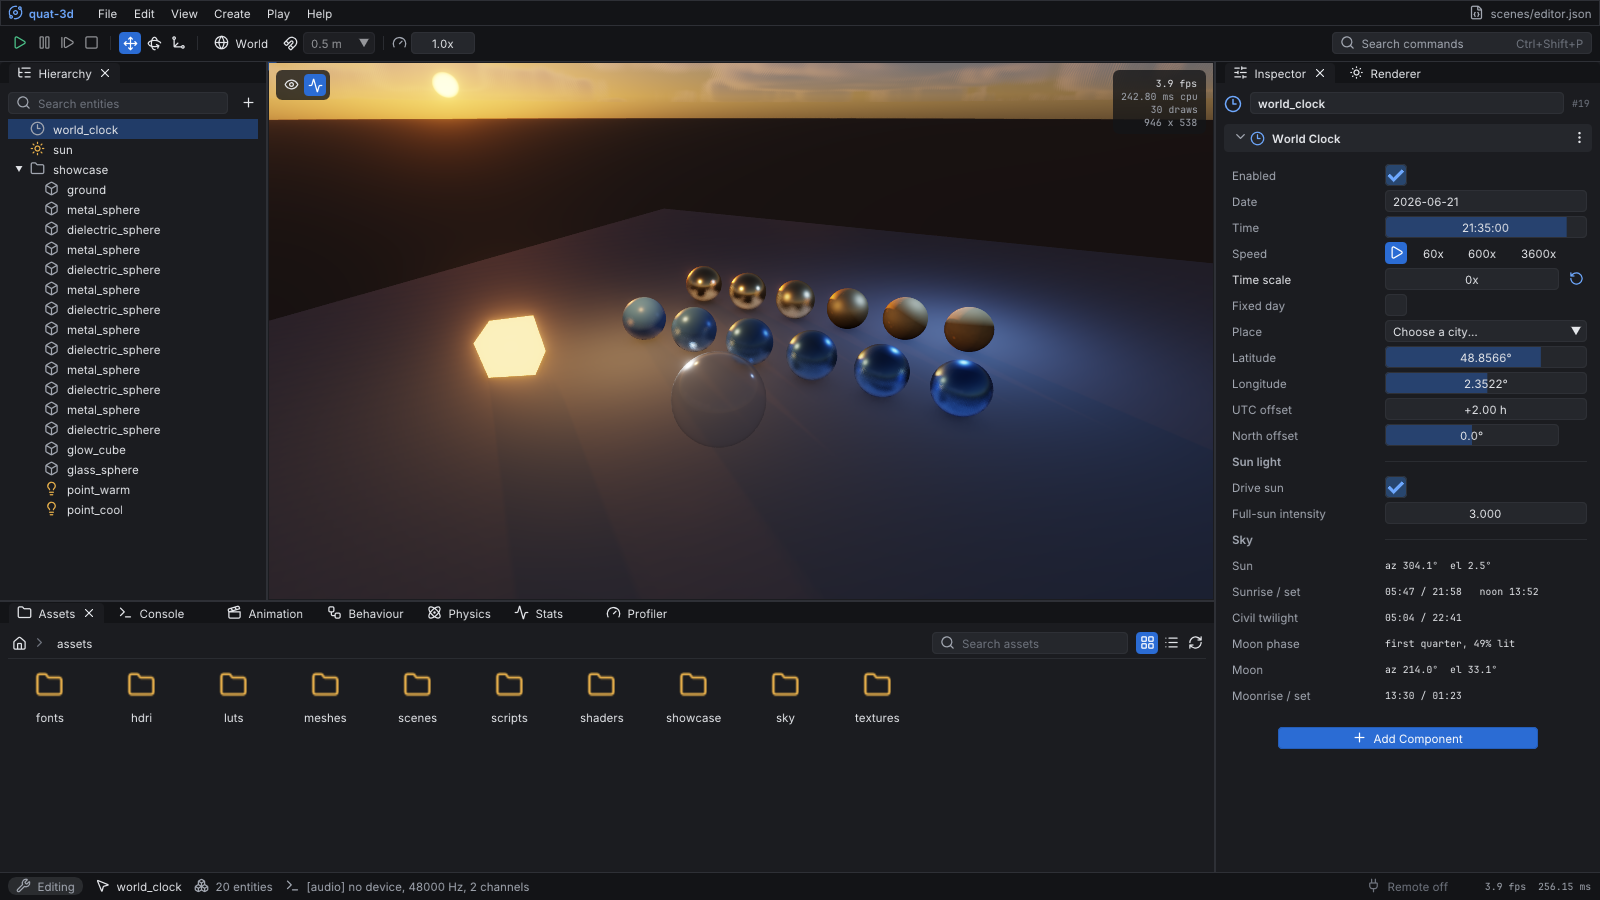 quat-3d File Edit View Create Play Help scenes/editor.json
World 0.5 m 1.0x Search commands Ctrl+Shift+P
Hierarchy
Search entities
world_clock
sun
showcase
ground
metal_sphere
dielectric_sphere
metal_sphere
dielectric_sphere
metal_sphere
dielectric_sphere
metal_sphere
dielectric_sphere
metal_sphere
dielectric_sphere
metal_sphere
dielectric_sphere
glow_cube
glass_sphere
point_warm
point_cool
3.9 fps
242.80 ms cpu
30 draws
946 x 538
Inspector Renderer
world_clock #19
World Clock
Enabled
Date 2026-06-21
Time 21:35:00
Speed 60x 600x 3600x
Time scale 0x
Fixed day
Place Choose a city...
Latitude 48.8566°
Longitude 2.3522°
UTC offset +2.00 h
North offset 0.0°
Sun light
Drive sun
Full-sun intensity 3.000
Sky
Sun az 304.1° el 2.5°
Sunrise / set 05:47 / 21:58 noon 13:52
Civil twilight 05:04 / 22:41
Moon phase first quarter, 49% lit
Moon az 214.0° el 33.1°
Moonrise / set 13:30 / 01:23
Add Component
Assets Console Animation Behaviour Physics Stats Profiler
assets Search assets
fonts hdri luts meshes scenes scripts shaders showcase sky textures
Editing world_clock 20 entities [audio] no device, 48000 Hz, 2 channels Remote off 3.9 fps 256.15 ms